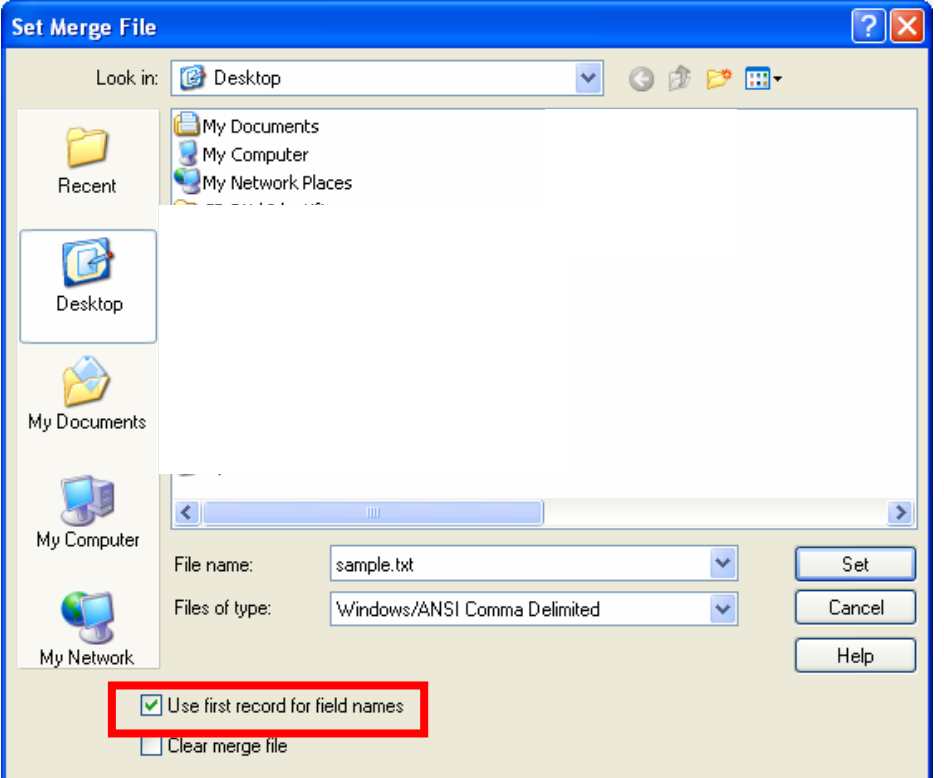 Set Merge File
Look in: Desktop
My Documents
My Computer
My Network Places
Recent
Desktop
My Documents
My Computer
My Network
File name: sample.txt Set
Files of type: Windows/ANSI Comma Delimited Cancel
Help
Use first record for field names
Clear merge file